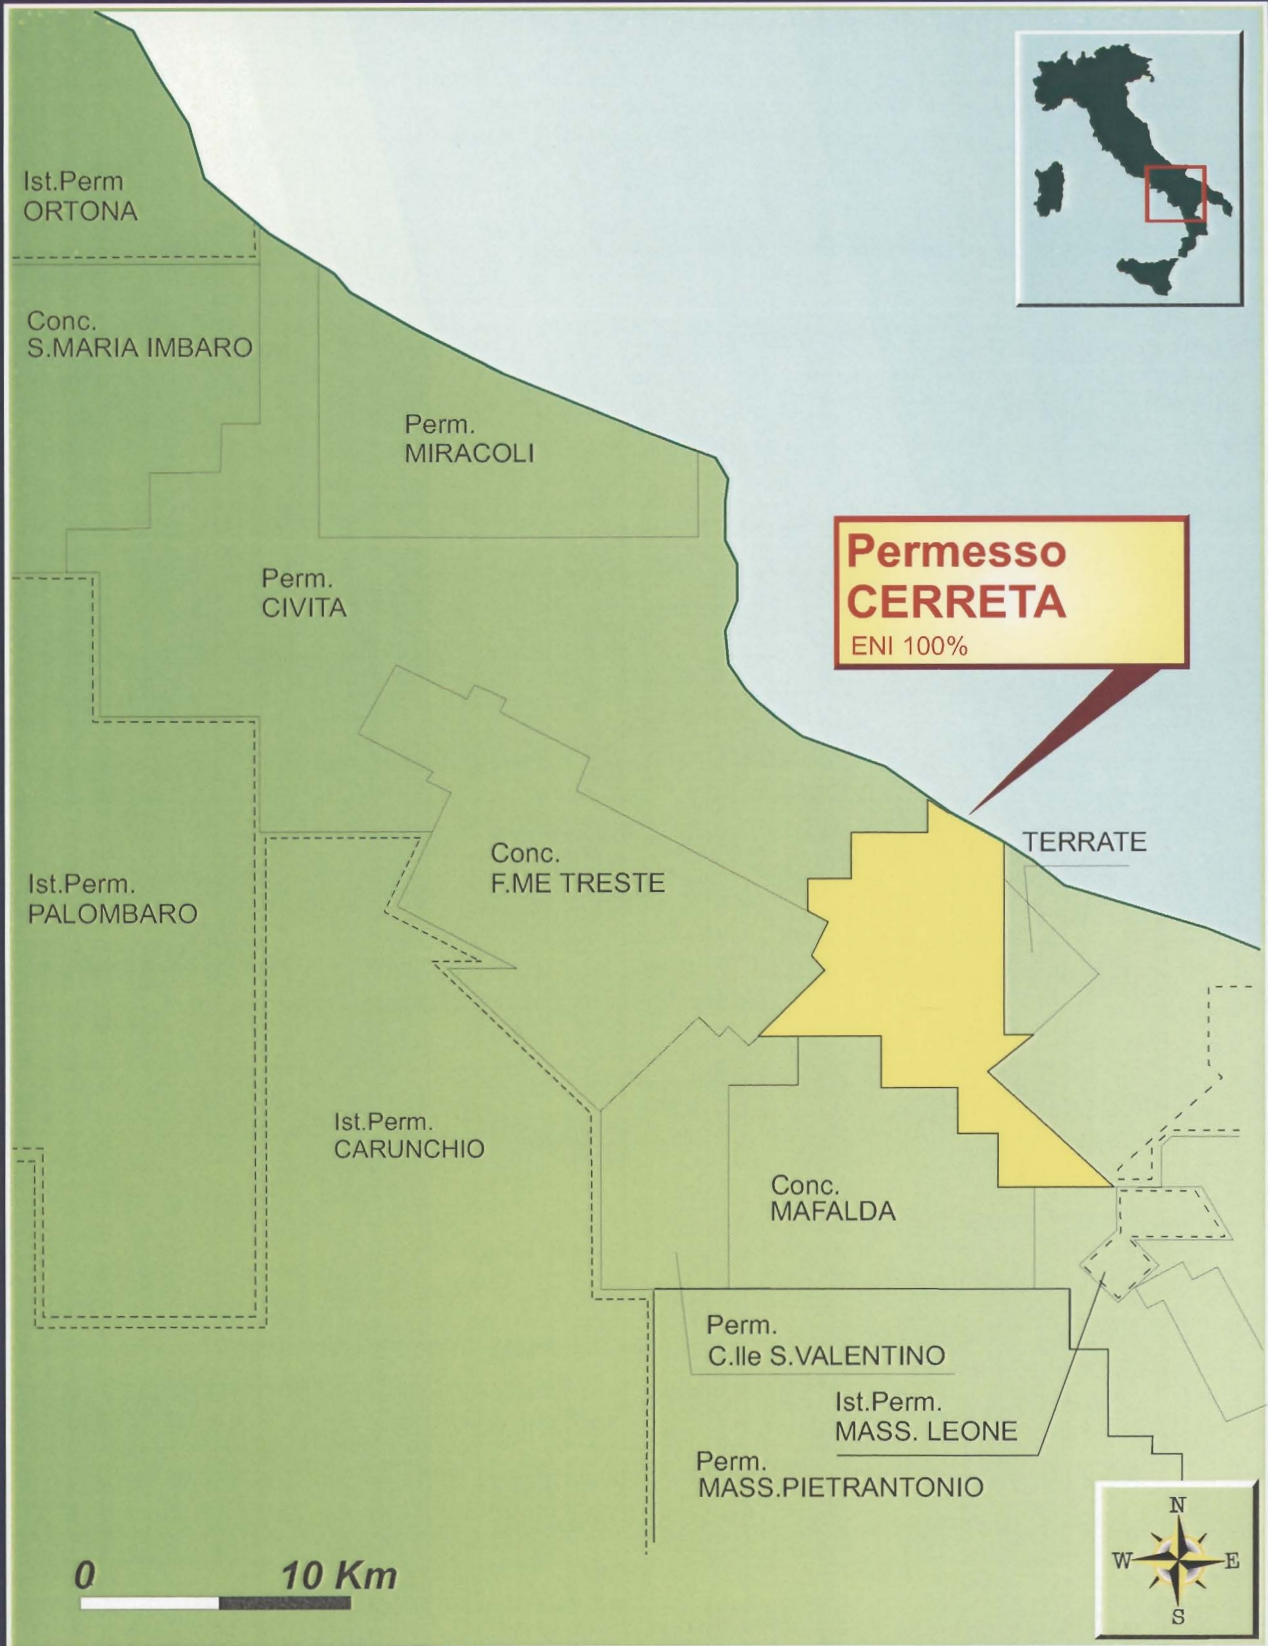 Ist.Perm
ORTONA
Conc.
S.MARIA IMBARO
Perm.
MIRACOLI
Permesso
CERRETA
ENI 100%
Perm.
CIVITA
TERRATE
Conc.
F.ME TRESTE
Ist.Perm.
PALOMBARO
Ist.Perm.
CARUNCHIO
Conc.
MAFALDA
Perm.
C.lle S.VALENTINO
Ist.Perm.
MASS. LEONE
Perm.
MASS.PIETRANTONIO
N
W E
S
0 10 Km